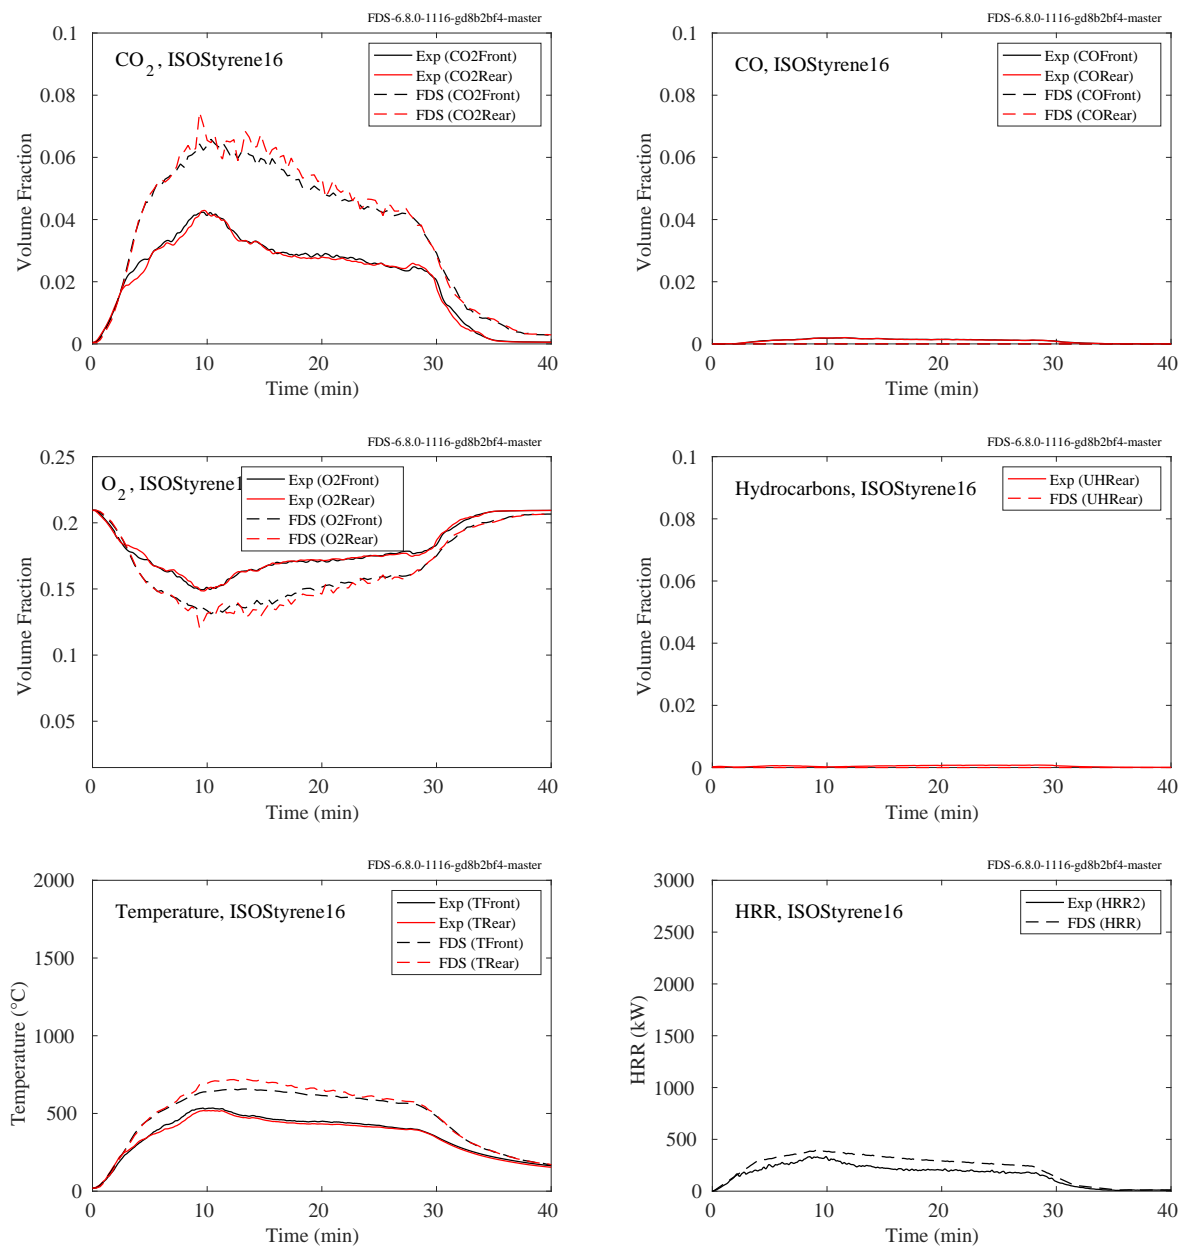 FDS-6.8.0-1116-gd8b2bf4-master
CO2, ISOStyrene16
Exp (CO2Front)
Exp (CO2Rear)
FDS (CO2Front)
FDS (CO2Rear)
0.1
0.08
0.06
0.04
0.02
0
Volume Fraction
0 10 20 30 40
Time (min)
FDS-6.8.0-1116-gd8b2bf4-master
CO, ISOStyrene16
Exp (COFront)
Exp (CORear)
FDS (COFront)
FDS (CORear)
0.1
0.08
0.06
0.04
0.02
0
Volume Fraction
0 10 20 30 40
Time (min)
FDS-6.8.0-1116-gd8b2bf4-master
O2, ISOStyrene1
Exp (O2Front)
Exp (O2Rear)
FDS (O2Front)
FDS (O2Rear)
0.25
0.2
0.15
0.1
0.05
Volume Fraction
0 10 20 30 40
Time (min)
FDS-6.8.0-1116-gd8b2bf4-master
Hydrocarbons, ISOStyrene16
Exp (UHRear)
FDS (UHRear)
0.1
0.08
0.06
0.04
0.02
0
Volume Fraction
0 10 20 30 40
Time (min)
FDS-6.8.0-1116-gd8b2bf4-master
Temperature, ISOStyrene16
Exp (TFront)
Exp (TRear)
FDS (TFront)
FDS (TRear)
2000
1500
1000
500
0
Temperature (°C)
0 10 20 30 40
Time (min)
FDS-6.8.0-1116-gd8b2bf4-master
HRR, ISOStyrene16
Exp (HRR2)
FDS (HRR)
3000
2500
2000
1500
1000
500
0
HRR (kW)
0 10 20 30 40
Time (min)